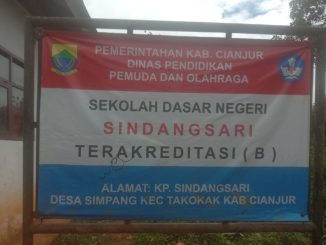 PEMERINTAHAN KAB. CIANJUR
DINAS PENDIDIKAN
PEMUDA DAN OLAHRAGA
SEKOLAH DASAR NEGERI
SINDANGSARI
TERAKREDITASI ( B )
ALAMAT: KP. SINDANGSARI
DESA SIMPANG KEC TAKOKAK KAB CIANJUR